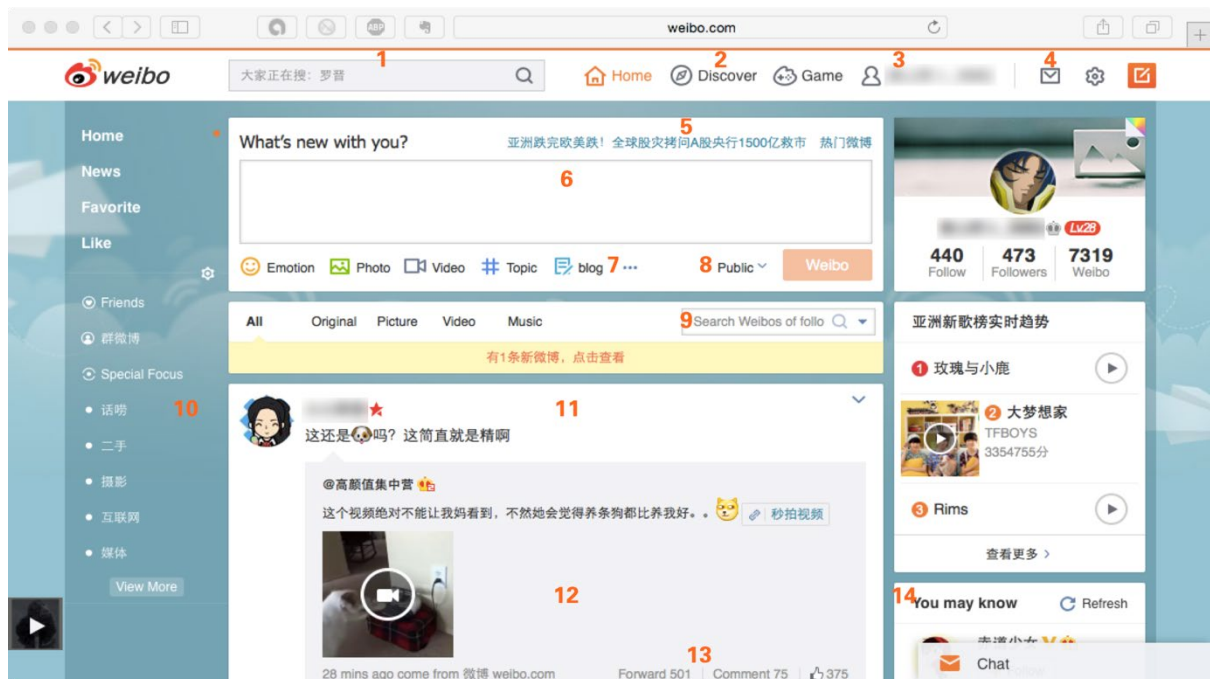 weibo.com
1
2
3
4
weibo
大家正在搜：罗晋
Home
Discover
Game
Home
News
Favorite
Like
Friends
群微博
Special Focus
10
话唠
二手
摄影
互联网
媒体
View More
5
What's new with you?
亚洲跌完欧美跌！全球股灾拷问A股央行1500亿救市 热门微博
6
Emotion Photo Video Topic blog 7 ...
8 Public
Weibo
All Original Picture Video Music
9 Search Weibos of follo
有1条新微博，点击查看
11
这还是🐶吗？这简直就是精啊
@高颜值集中营
这个视频绝对不能让我妈看到，不然她会觉得养条狗都比养我好。。
秒拍视频
12
13
28 mins ago come from 微博 weibo.com
Forward 501 Comment 75 375
Lv28
440 473 7319
Follow Followers Weibo
亚洲新歌榜实时趋势
1 玫瑰与小鹿
2 大梦想家
TFBOYS
3354755分
3 Rims
查看更多 >
14
You may know
Refresh
赤道少女
Chat